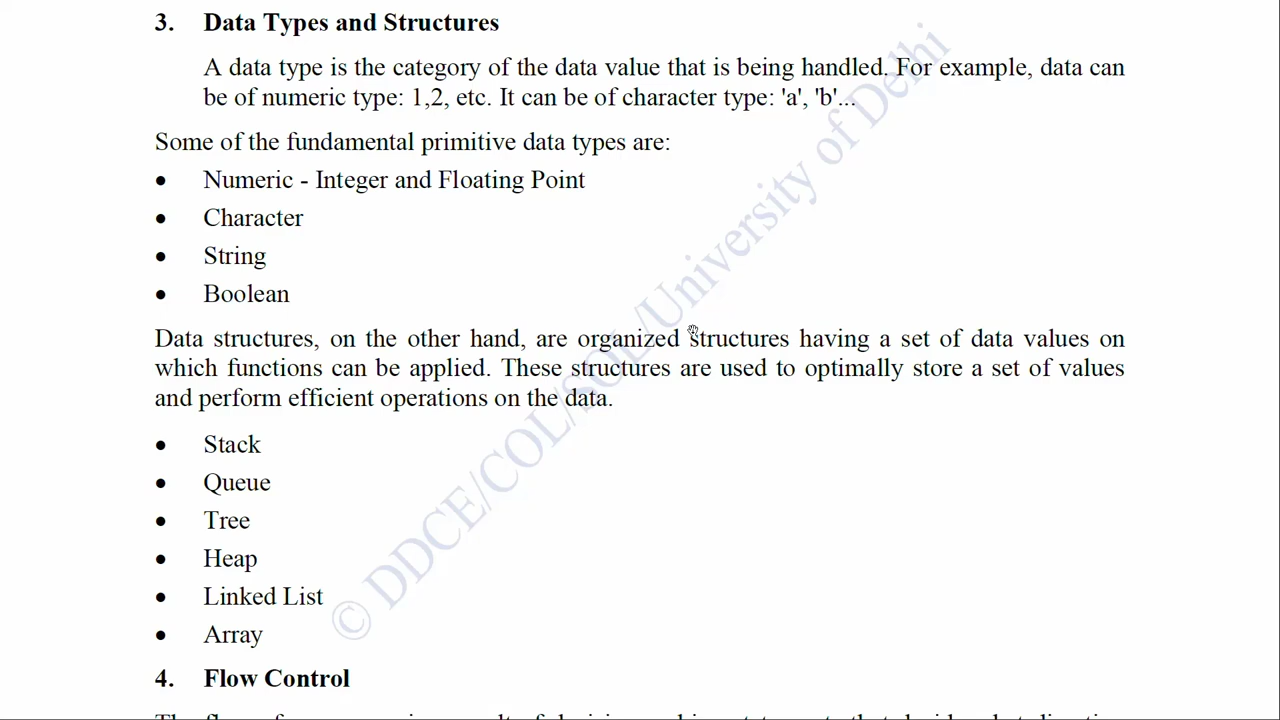 3. Data Types and Structures
A data type is the category of the data value that is being handled. For example, data can
be of numeric type: 1,2, etc. It can be of character type: 'a', 'b'...
Some of the fundamental primitive data types are:
• Numeric - Integer and Floating Point
• Character
• String
• Boolean
Data structures, on the other hand, are organized structures having a set of data values on
which functions can be applied. These structures are used to optimally store a set of values
and perform efficient operations on the data.
• Stack
• Queue
• Tree
• Heap
• Linked List
• Array
4. Flow Control
© DDCE/COL/SOL/University of Delhi